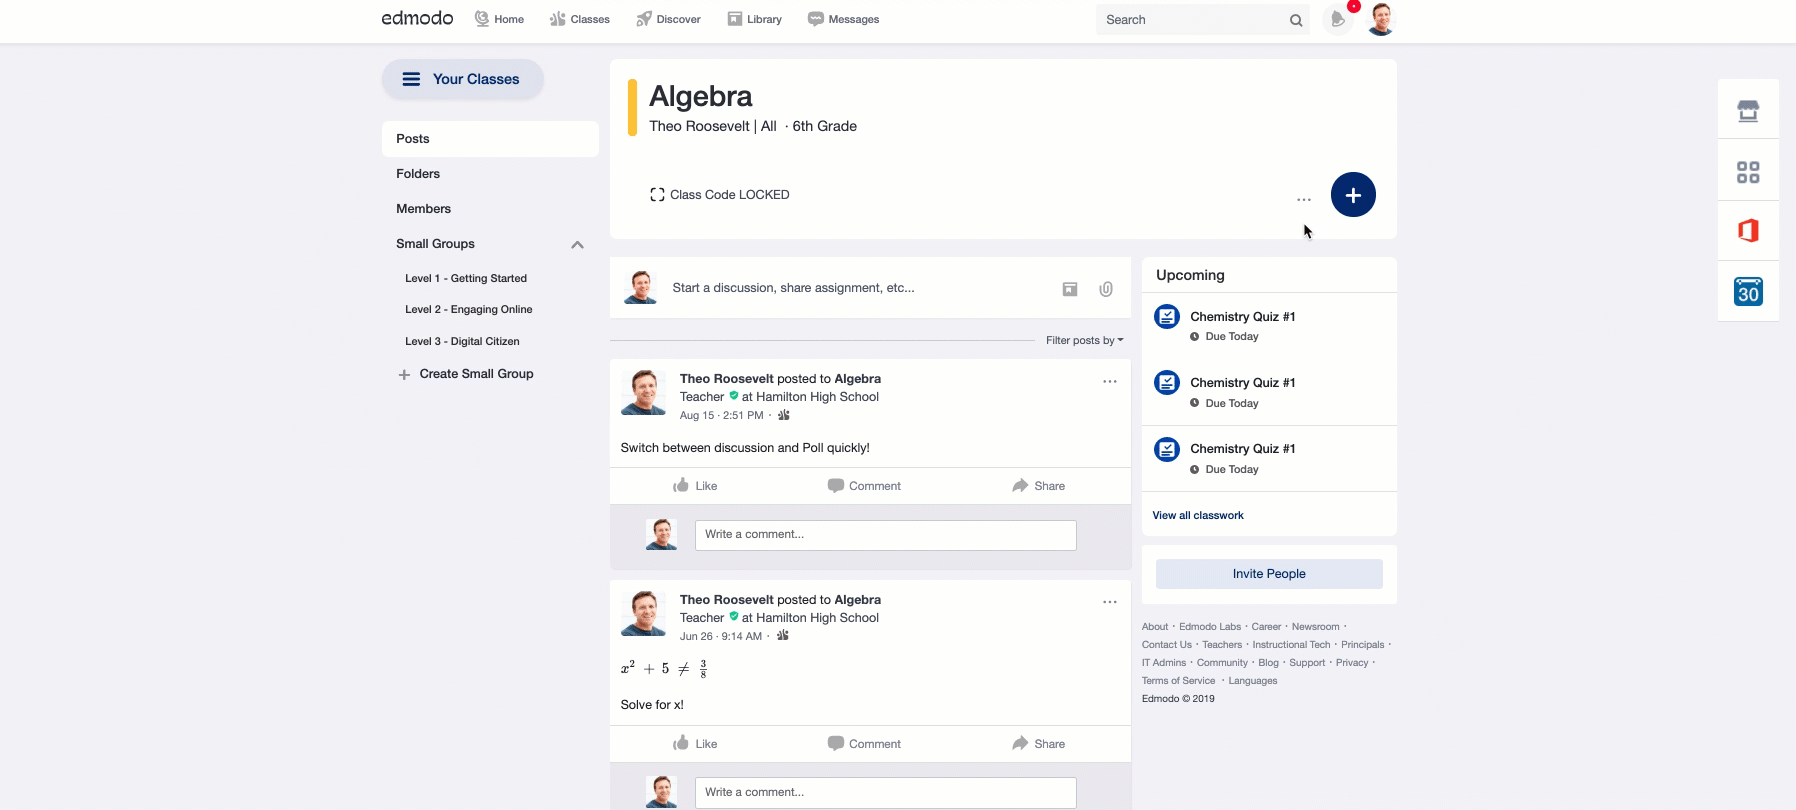 edmodo
Home
Classes
Discover
Library
Messages
Search
Your Classes
Posts
Folders
Members
Small Groups
Level 1 - Getting Started
Level 2 - Engaging Online
Level 3 - Digital Citizen
+ Create Small Group
Algebra
Theo Roosevelt | All · 6th Grade
Class Code LOCKED
...
+
Start a discussion, share assignment, etc...
Filter posts by
Theo Roosevelt posted to Algebra
...
Teacher at Hamilton High School
Aug 15 · 2:51 PM ·
Switch between discussion and Poll quickly!
Like
Comment
Share
Write a comment...
Theo Roosevelt posted to Algebra
...
Teacher at Hamilton High School
Jun 26 · 9:14 AM ·
x² + 5 ≠ 3/8
Solve for x!
Like
Comment
Share
Write a comment...
Upcoming
Chemistry Quiz #1
Due Today
Chemistry Quiz #1
Due Today
Chemistry Quiz #1
Due Today
View all classwork
Invite People
About · Edmodo Labs · Career · Newsroom ·
Contact Us · Teachers · Instructional Tech · Principals ·
IT Admins · Community · Blog · Support · Privacy ·
Terms of Service · Languages
Edmodo © 2019
30